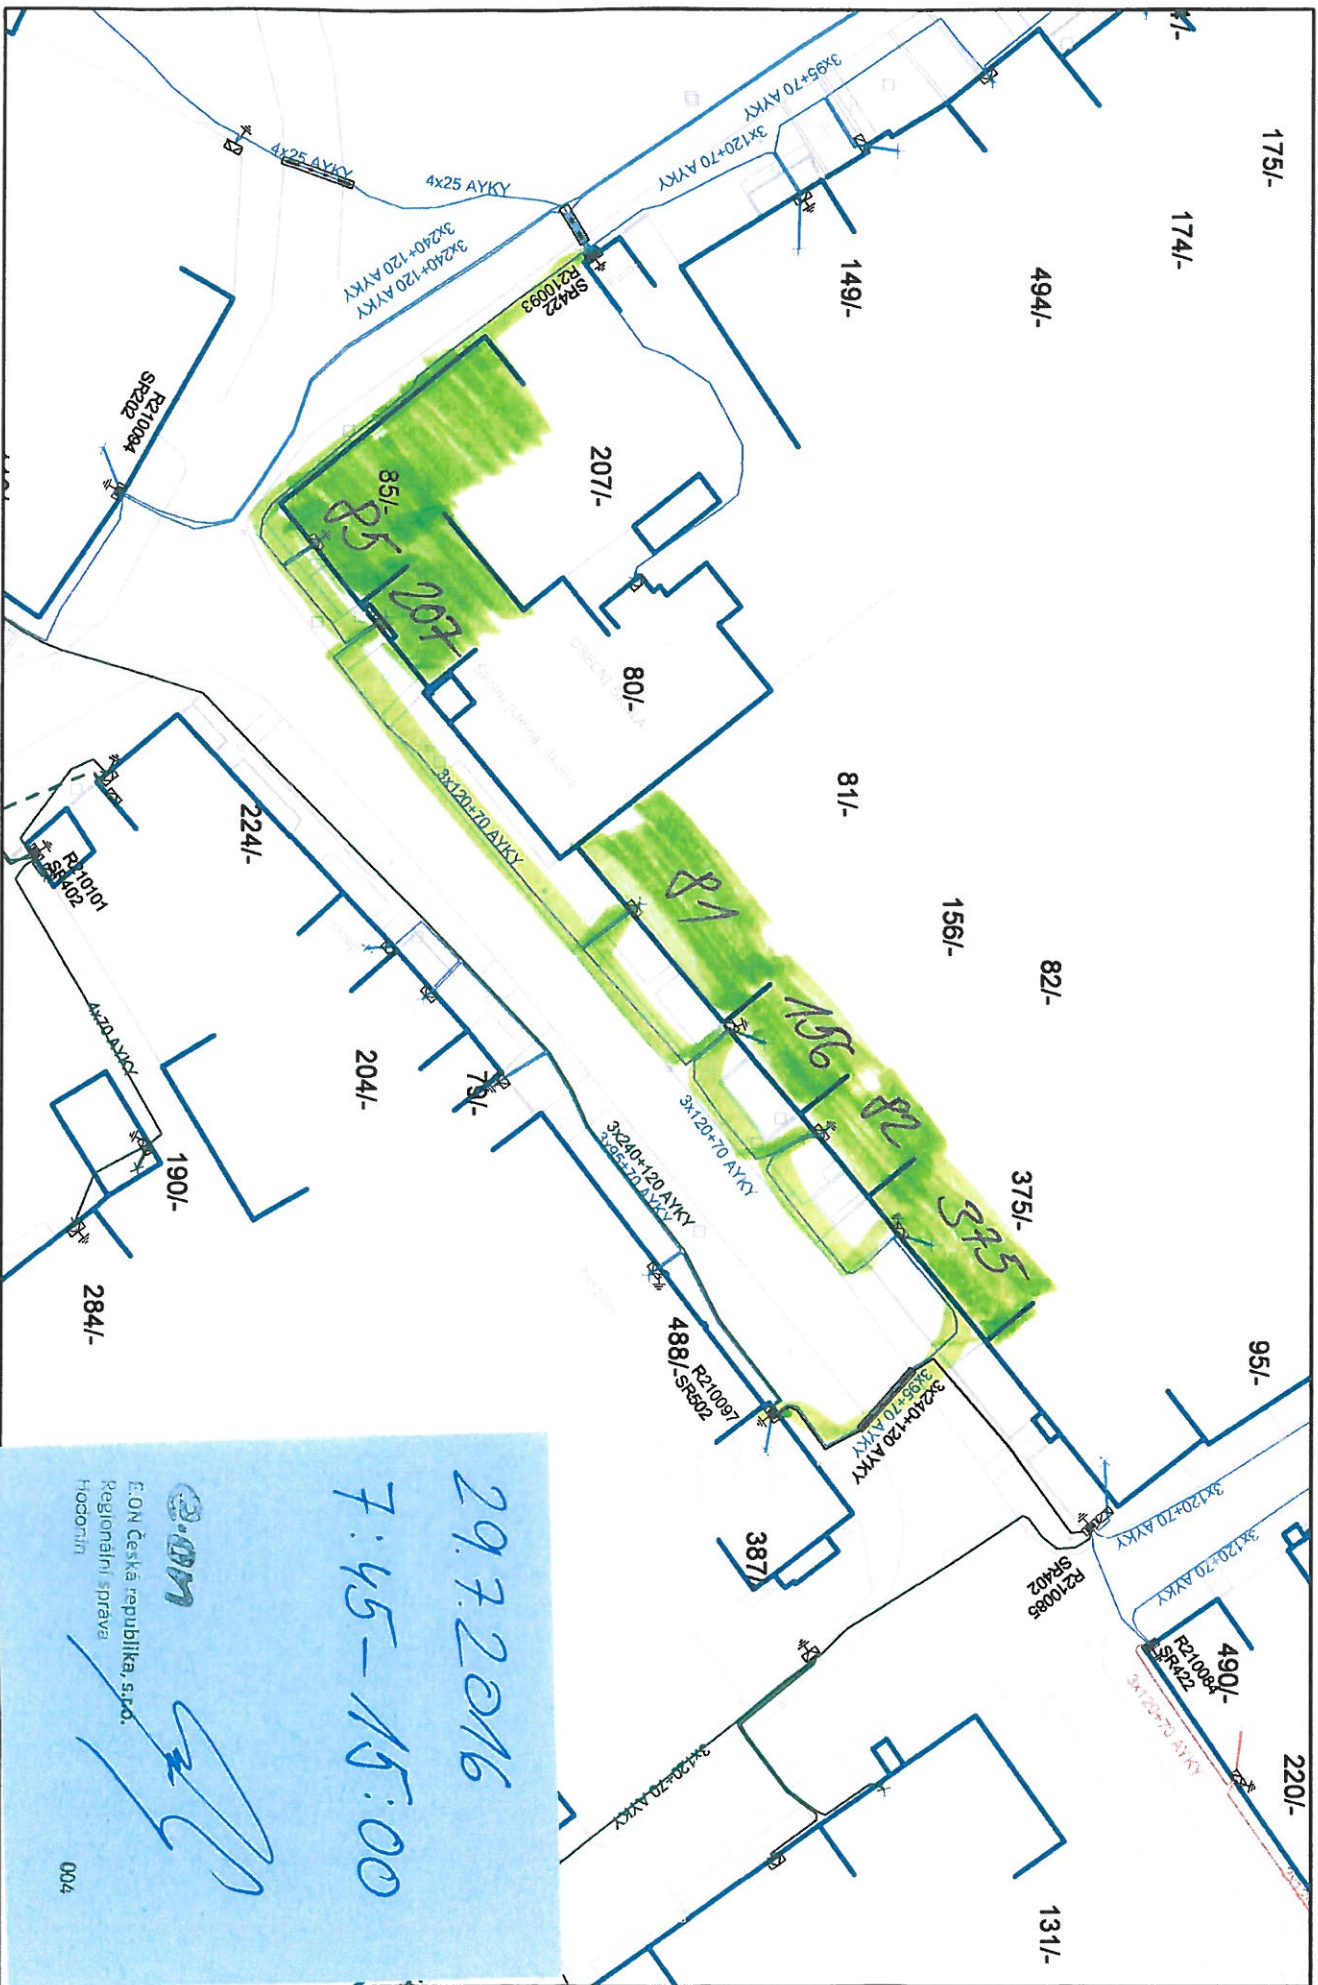 175/-
174/-
494/-
149/-
3x95+70 AYKY
3x120+70 AYKY
4x25 AYKY
4x25 AYKY
3x240+120 AYKY
3x240+120 AYKY
SR422
R210093
R210094
SR202
207/-
85/-
85
207
80/-
OBECNÍ ŠKOLA
81/-
156/-
82/-
375/-
95/-
81
156
82
375
3x120+70 AYKY
3x120+70 AYKY
224/-
204/-
79/-
190/-
284/-
R210101
SR402
4x70 AYKY
3x240+120 AYKY
3x95+70 AYKY
488/-
R210097
SR502
3x240+120 AYKY
3x95+70 AYKY
387/
R210085
SR402
3x120+70 AYKY
3x120+70 AYKY
490/-
R210084
SR422
3x120+70 AYKY
220/-
131/-
3x120+70 AYKY
29.7.2016
7:45-15:00
e.on
E.ON Česká republika, s.r.o.
Regionální správa
Hodonín
004